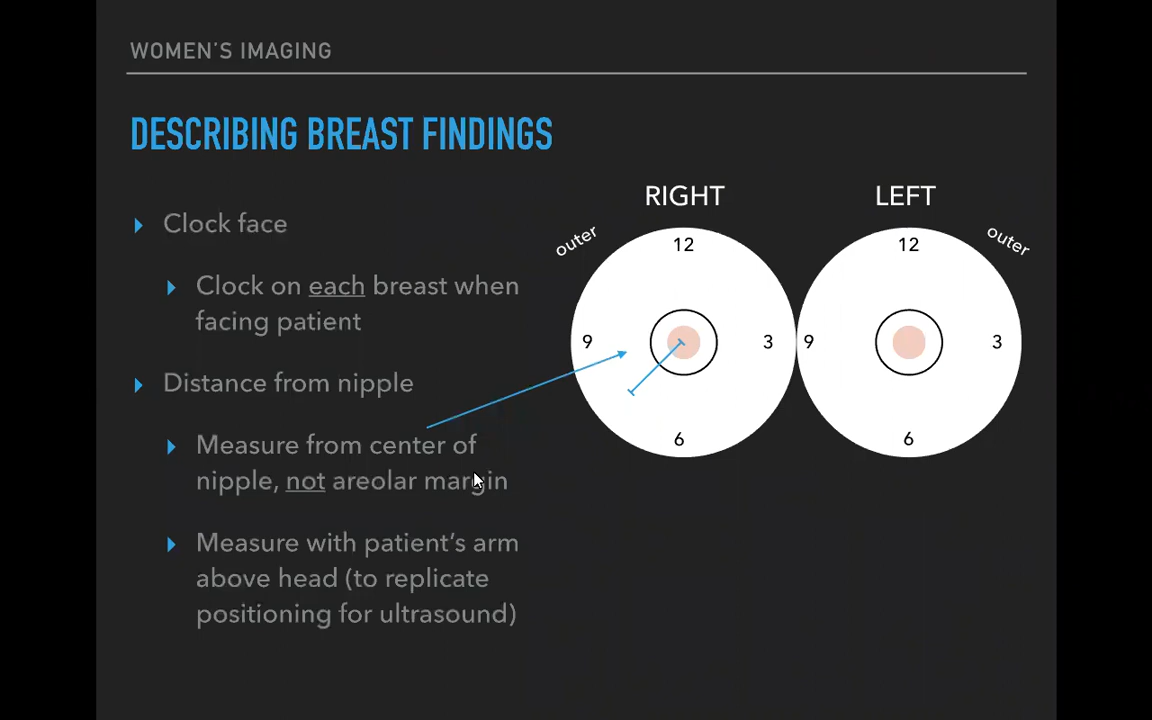 WOMEN'S IMAGING
DESCRIBING BREAST FINDINGS
Clock face
Clock on each breast when
facing patient
Distance from nipple
Measure from center of
nipple, not areolar margin
Measure with patient's arm
above head (to replicate
positioning for ultrasound)
RIGHT
LEFT
outer
12
9
3
6
12
outer
9
3
6